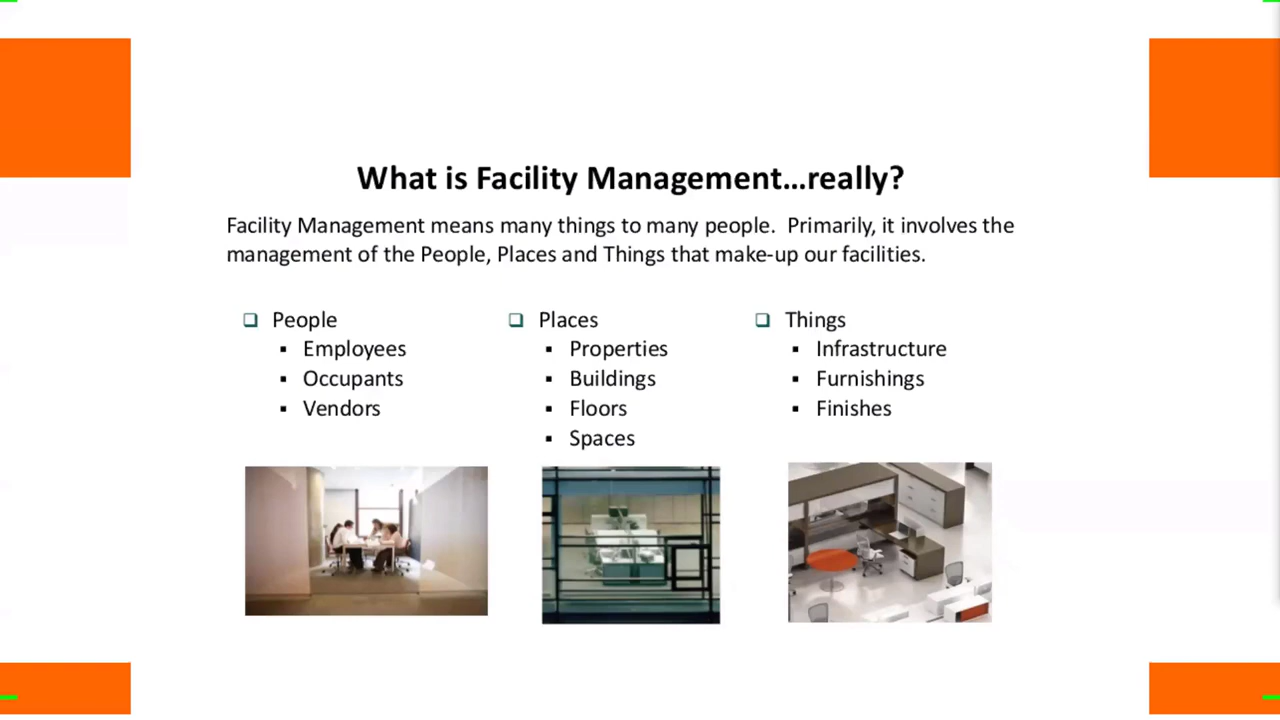 What is Facility Management...really?
Facility Management means many things to many people.  Primarily, it involves the
management of the People, Places and Things that make-up our facilities.
❑ People
▪ Employees
▪ Occupants
▪ Vendors
❑ Places
▪ Properties
▪ Buildings
▪ Floors
▪ Spaces
❑ Things
▪ Infrastructure
▪ Furnishings
▪ Finishes